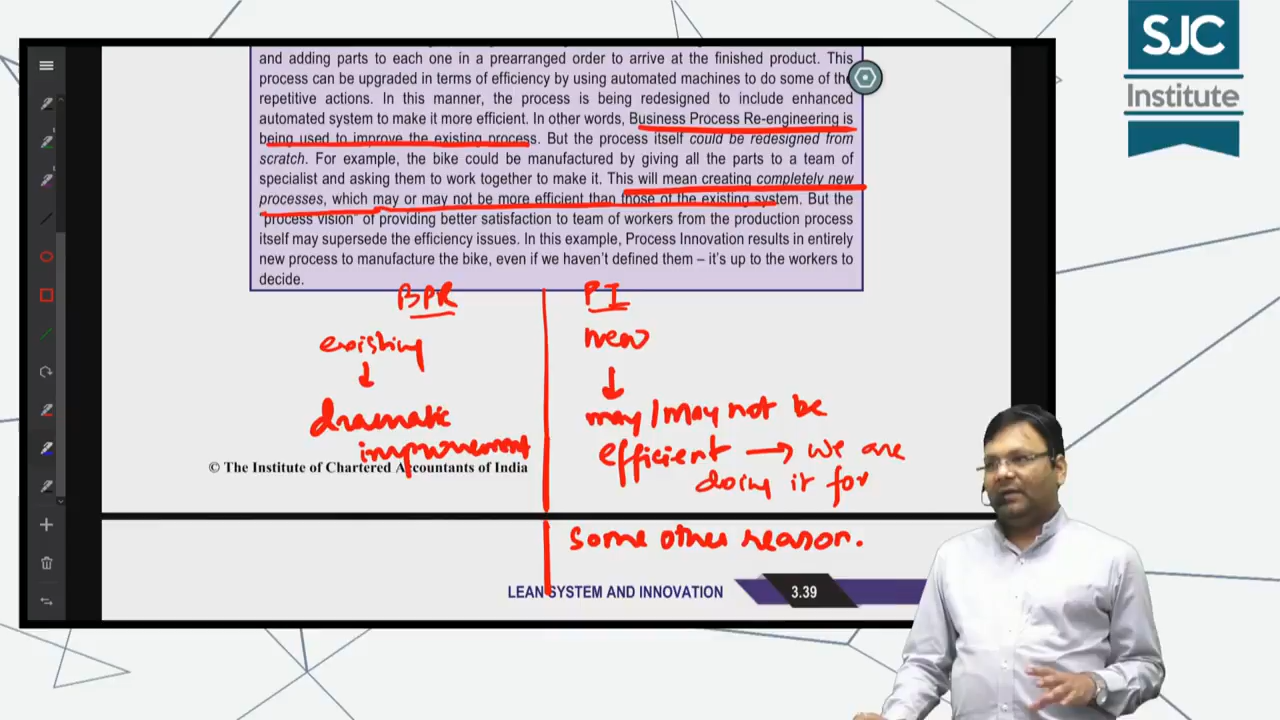 SJC
Institute
and adding parts to each one in a prearranged order to arrive at the finished product. This
process can be upgraded in terms of efficiency by using automated machines to do some of the
repetitive actions. In this manner, the process is being redesigned to include enhanced
automated system to make it more efficient. In other words, Business Process Re-engineering is
being used to improve the existing process. But the process itself could be redesigned from
scratch. For example, the bike could be manufactured by giving all the parts to a team of
specialist and asking them to work together to make it. This will mean creating completely new
processes, which may or may not be more efficient than those of the existing system. But the
'process vision' of providing better satisfaction to team of workers from the production process
itself may supersede the efficiency issues. In this example, Process Innovation results in entirely
new process to manufacture the bike, even if we haven't defined them – it's up to the workers to
decide.
BPR
existing
↓
dramatic
improvement
PI
new
↓
may/may not be
efficient → we are
doing it for
© The Institute of Chartered Accountants of India
some other reason.
LEAN SYSTEM AND INNOVATION 3.39